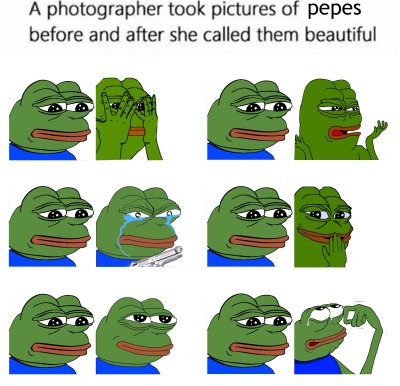 A photographer took pictures of pepes
before and after she called them beautiful